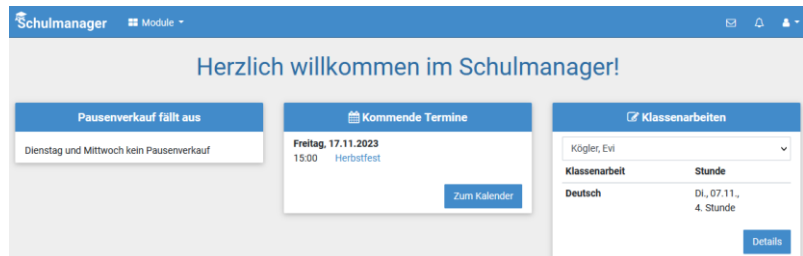 Schulmanager Module
Herzlich willkommen im Schulmanager!
Pausenverkauf fällt aus
Dienstag und Mittwoch kein Pausenverkauf
Kommende Termine
Freitag, 17.11.2023
15:00 Herbstfest
Zum Kalender
Klassenarbeiten
Kögler, Evi
Klassenarbeit Stunde
Deutsch Di., 07.11.,
4. Stunde
Details